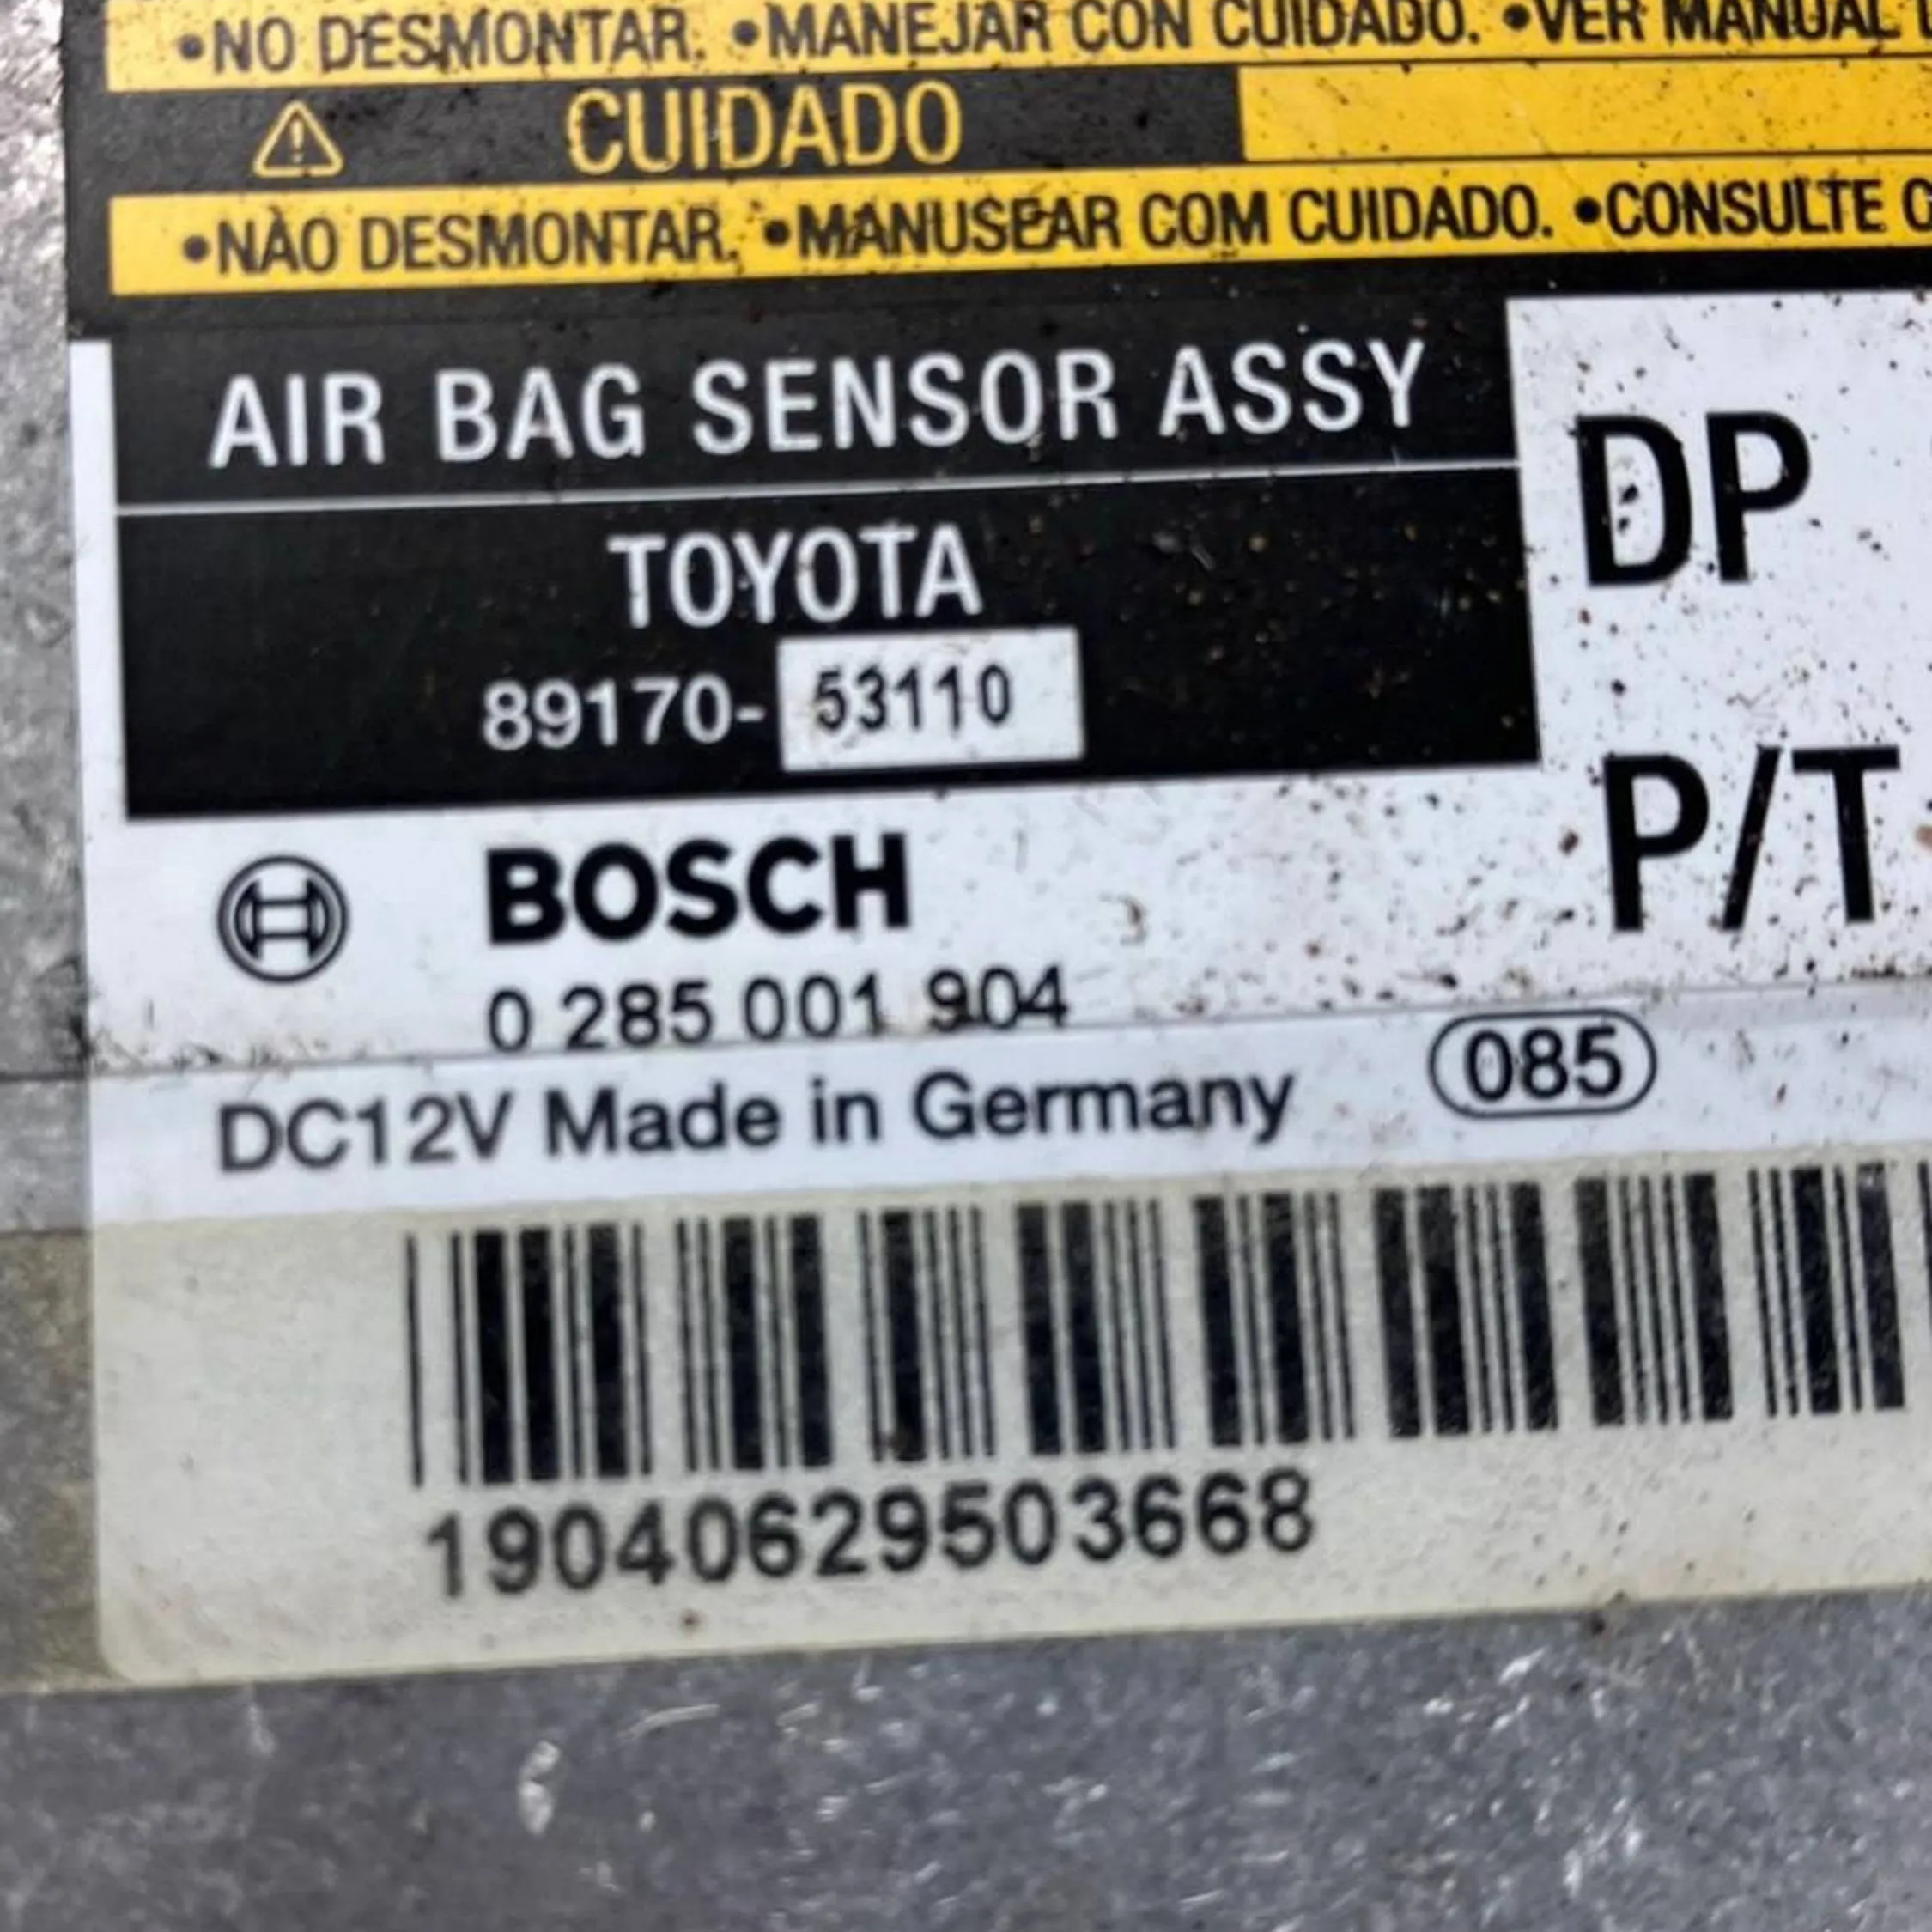 •NO DESMONTAR. •MANEJAR CON CUIDADO. •VER MANUAL
CUIDADO
•NÃO DESMONTAR. •MANUSEAR COM CUIDADO. •CONSULTE
AIR BAG SENSOR ASSY
DP
TOYOTA
89170-53110
P/T
BOSCH
0 285 001 904
DC12V Made in Germany
085
19040629503668